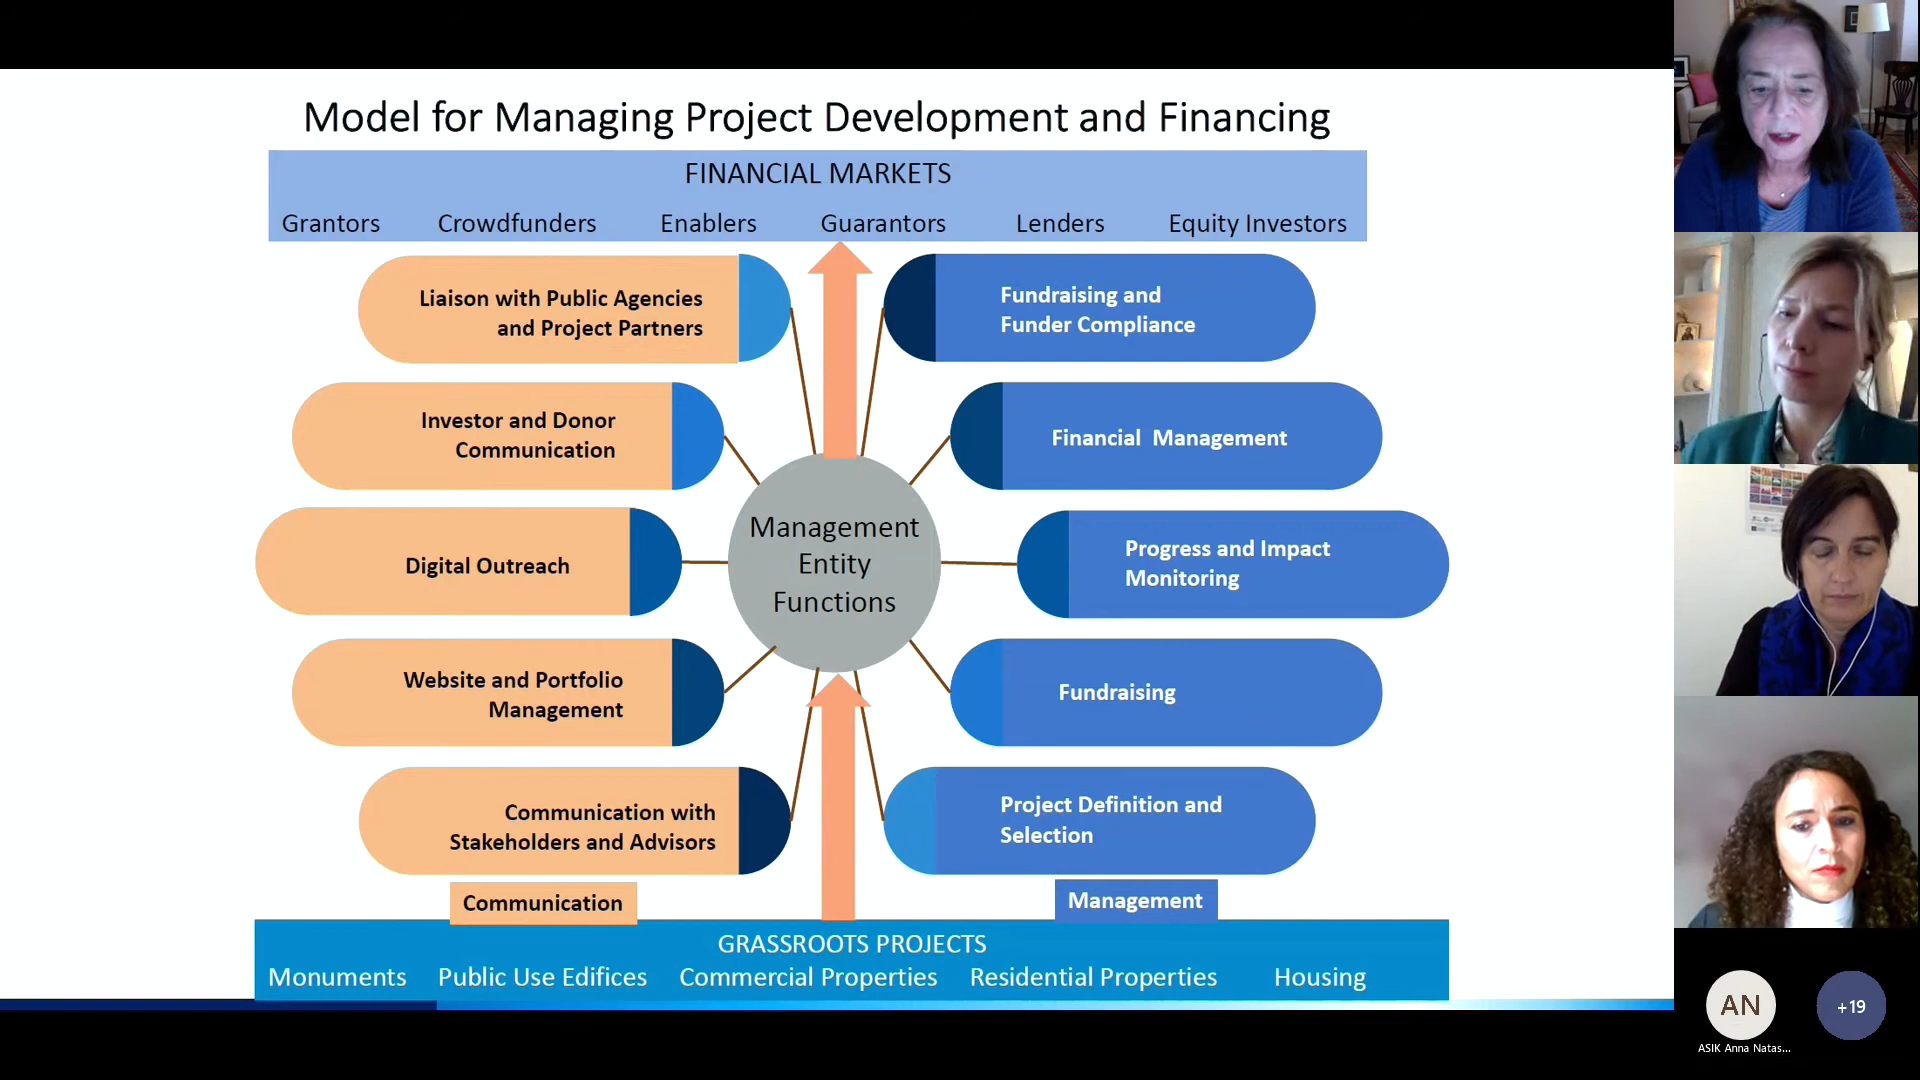 Model for Managing Project Development and Financing
FINANCIAL MARKETS
Grantors Crowdfunders Enablers Guarantors Lenders Equity Investors
Liaison with Public Agencies
and Project Partners
Fundraising and
Funder Compliance
Investor and Donor
Communication
Financial Management
Management
Entity
Functions
Digital Outreach
Progress and Impact
Monitoring
Website and Portfolio
Management
Fundraising
Communication with
Stakeholders and Advisors
Project Definition and
Selection
Communication
Management
GRASSROOTS PROJECTS
Monuments Public Use Edifices Commercial Properties Residential Properties Housing
AN
+19
ASIK Anna Natas...